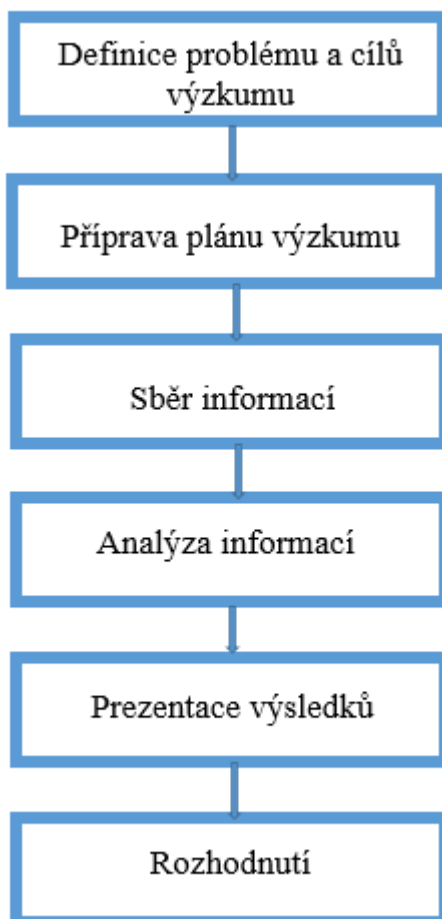 Definice problému a cílů
výzkumu
Příprava plánu výzkumu
Sběr informací
Analýza informací
Prezentace výsledků
Rozhodnutí